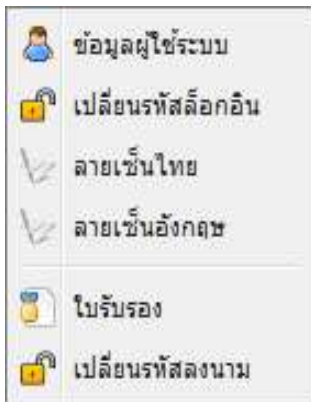 ข้อมูลผู้ใช้ระบบ
เปลี่ยนรหัสล็อกอิน
ลายเซ็นไทย
ลายเซ็นอังกฤษ
ใบรับรอง
เปลี่ยนรหัสลงนาม